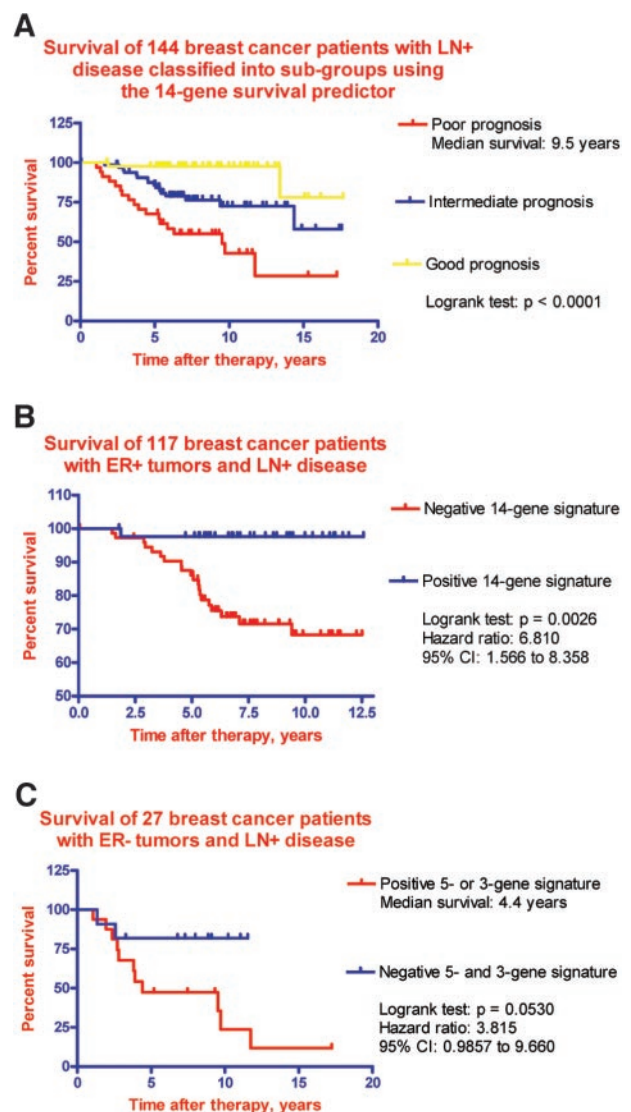 A
Survival of 144 breast cancer patients with LN+
disease classified into sub-groups using
the 14-gene survival predictor
125
100
75
50
25
0
Percent survival
0
5
10
15
20
Time after therapy, years
Poor prognosis
Median survival: 9.5 years
Intermediate prognosis
Good prognosis
Logrank test: p < 0.0001
B
Survival of 117 breast cancer patients
with ER+ tumors and LN+ disease
110
100
90
80
70
60
50
Percent survival
0.0
2.5
5.0
7.5
10.0
12.5
Time after therapy, years
Negative 14-gene signature
Positive 14-gene signature
Logrank test: p = 0.0026
Hazard ratio: 6.810
95% CI: 1.566 to 8.358
C
Survival of 27 breast cancer patients
with ER- tumors and LN+ disease
125
100
75
50
25
0
Percent survival
0
5
10
15
20
Time after therapy, years
Positive 5- or 3-gene signature
Median survival: 4.4 years
Negative 5- and 3-gene signature
Logrank test: p = 0.0530
Hazard ratio: 3.815
95% CI: 0.9857 to 9.660